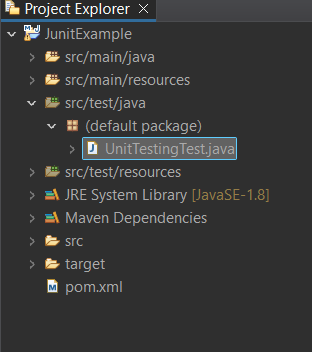 Project Explorer
JunitExample
src/main/java
src/main/resources
src/test/java
(default package)
UnitTestingTest.java
src/test/resources
JRE System Library [JavaSE-1.8]
Maven Dependencies
src
target
pom.xml